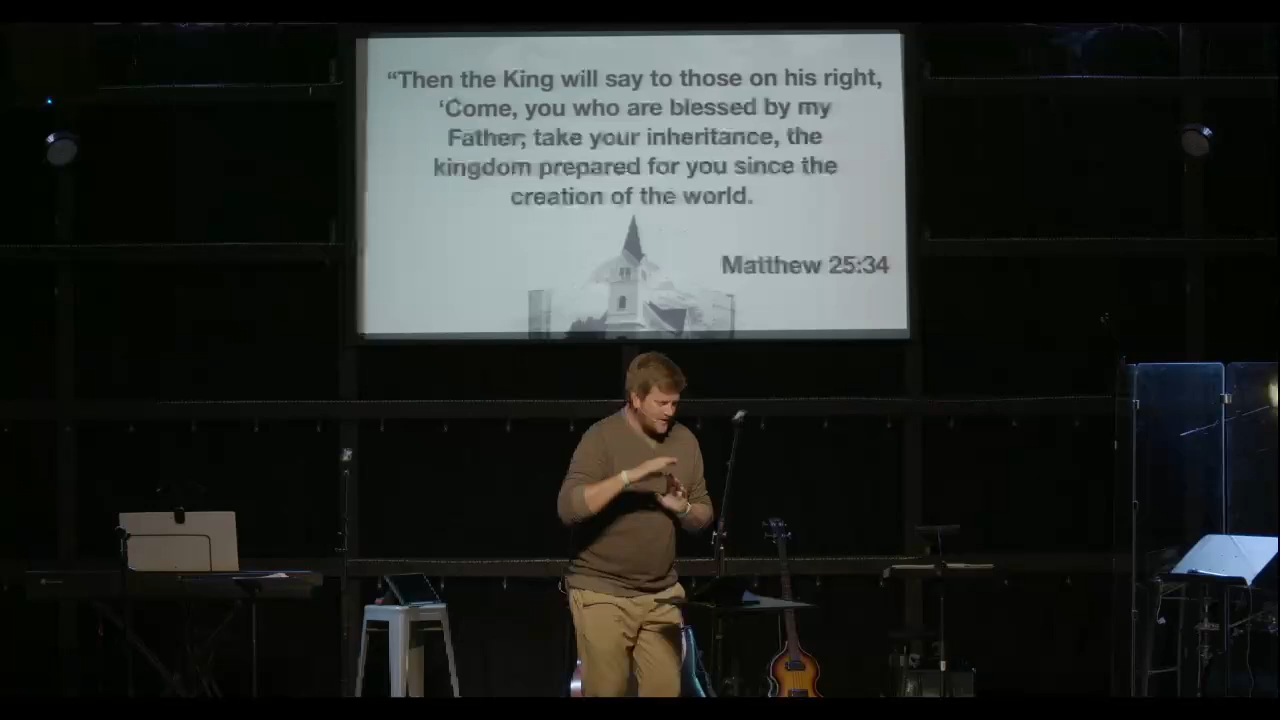 “Then the King will say to those on his right,
‘Come, you who are blessed by my
Father; take your inheritance, the
kingdom prepared for you since the
creation of the world.
Matthew 25:34